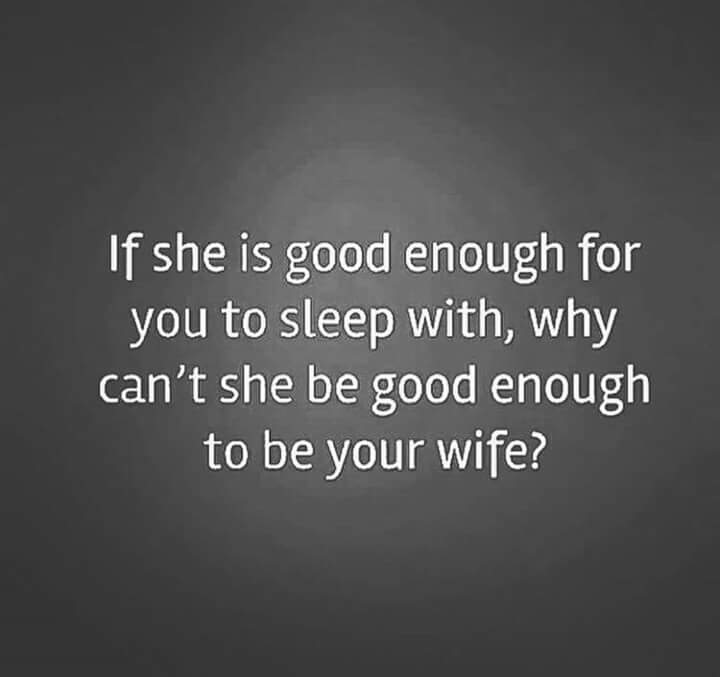 If she is good enough for
you to sleep with, why
can't she be good enough
to be your wife?